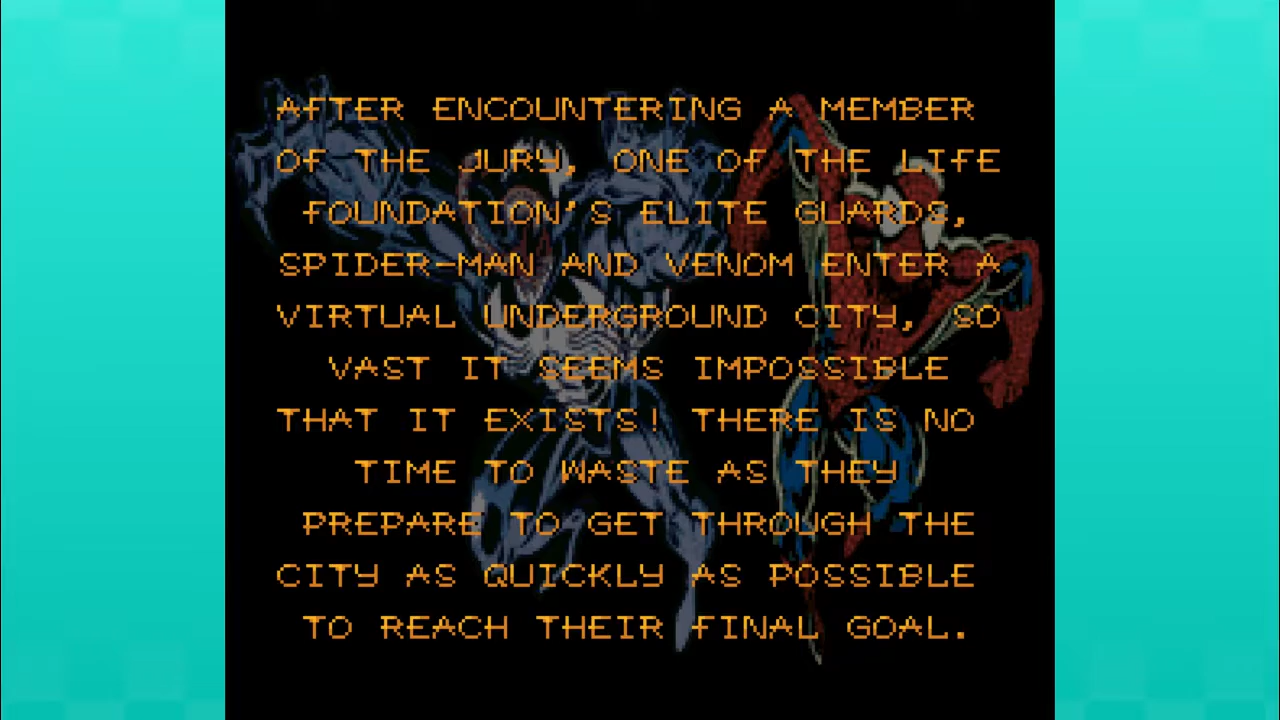 AFTER ENCOUNTERING A MEMBER
OF THE JURY, ONE OF THE LIFE
FOUNDATION'S ELITE GUARDS,
SPIDER-MAN AND VENOM ENTER A
VIRTUAL UNDERGROUND CITY, SO
VAST IT SEEMS IMPOSSIBLE
THAT IT EXISTS! THERE IS NO
TIME TO WASTE AS THEY
PREPARE TO GET THROUGH THE
CITY AS QUICKLY AS POSSIBLE
TO REACH THEIR FINAL GOAL.